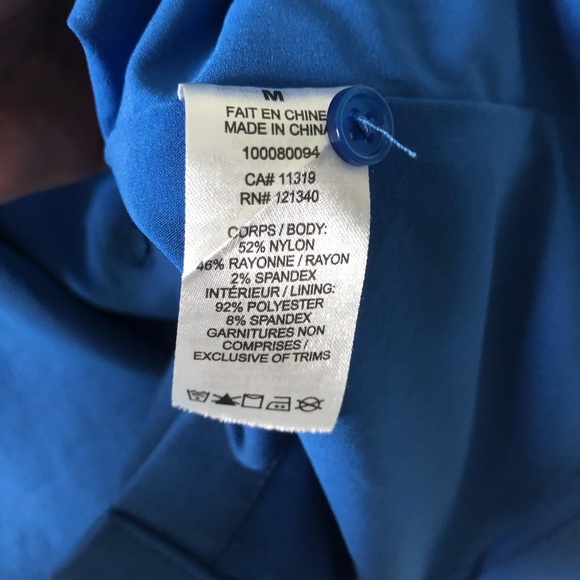 M
FAIT EN CHINE
MADE IN CHINA
100080094
CA# 11319
RN# 121340
CORPS / BODY:
52% NYLON
46% RAYONNE / RAYON
2% SPANDEX
INTÉRIEUR / LINING:
92% POLYESTER
8% SPANDEX
GARNITURES NON
COMPRISES /
EXCLUSIVE OF TRIMS